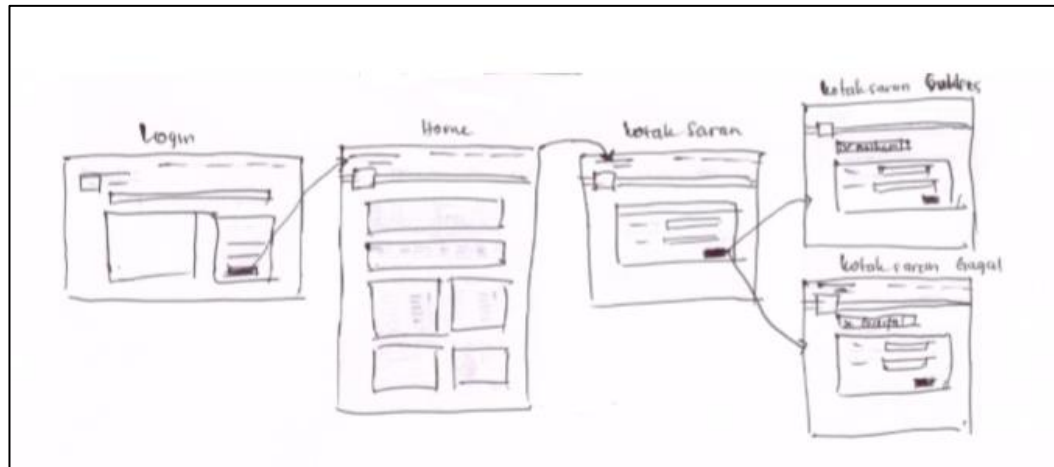 Login
Home
kotak saran
kotak saran Sukses
kotak saran Gagal